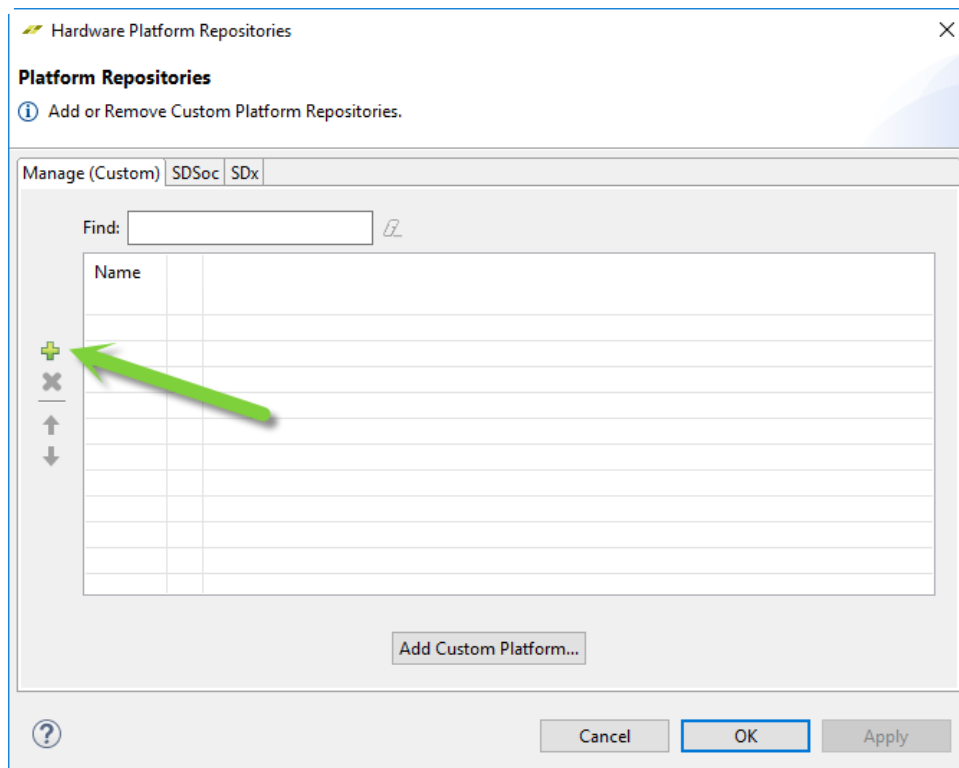 Hardware Platform Repositories
Platform Repositories
Add or Remove Custom Platform Repositories.
Manage (Custom) SDSoc SDx
Find:
Name
Add Custom Platform...
Cancel OK Apply